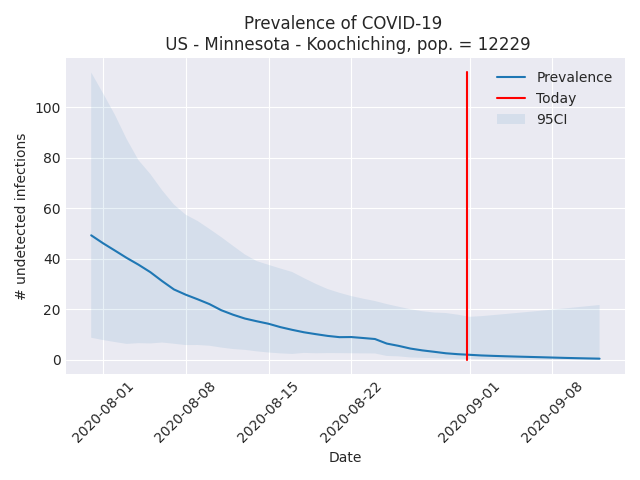 Prevalence of COVID-19
US - Minnesota - Koochiching, pop. = 12229
Prevalence
Today
95CI
# undetected infections
100
80
60
40
20
0
2020-08-01
2020-08-08
2020-08-15
2020-08-22
2020-09-01
2020-09-08
Date